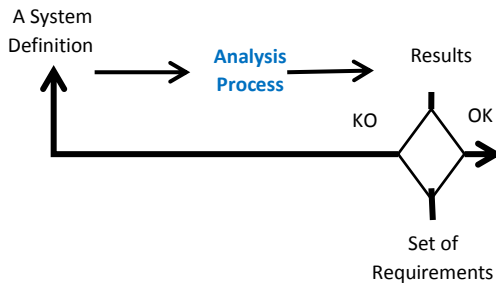 A System
Definition
Analysis
Process
Results
KO
OK
Set of
Requirements